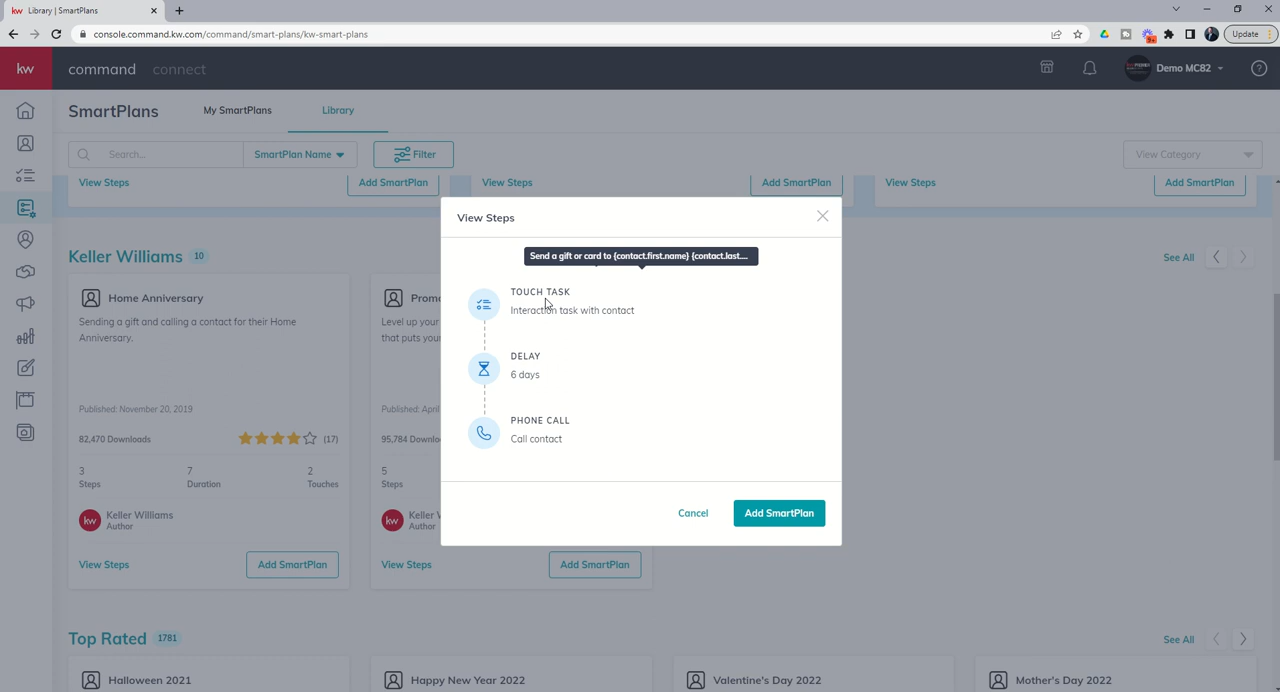 kw Library | SmartPlans
console.command.kw.com/command/smart-plans/kw-smart-plans
9+
Update
kw
command connect
Demo MC82
SmartPlans My SmartPlans Library
Search... SmartPlan Name Filter View Category
View Steps Add SmartPlan View Steps Add SmartPlan View Steps Add SmartPlan
View Steps
Send a gift or card to {contact.first.name} {contact.last....
TOUCH TASK
Interaction task with contact
DELAY
6 days
PHONE CALL
Call contact
Cancel Add SmartPlan
Keller Williams 10 See All
Home Anniversary
Sending a gift and calling a contact for their Home
Anniversary.
Published: November 20, 2019
82,470 Downloads (17)
3 7 2
Steps Duration Touches
kw Keller Williams
Author
View Steps Add SmartPlan
Promo
Level up your
that puts your
Published: April
95,784 Downlo
5
Steps
kw Keller W
Author
View Steps Add SmartPlan
Top Rated 1781 See All
Halloween 2021 Happy New Year 2022 Valentine's Day 2022 Mother's Day 2022